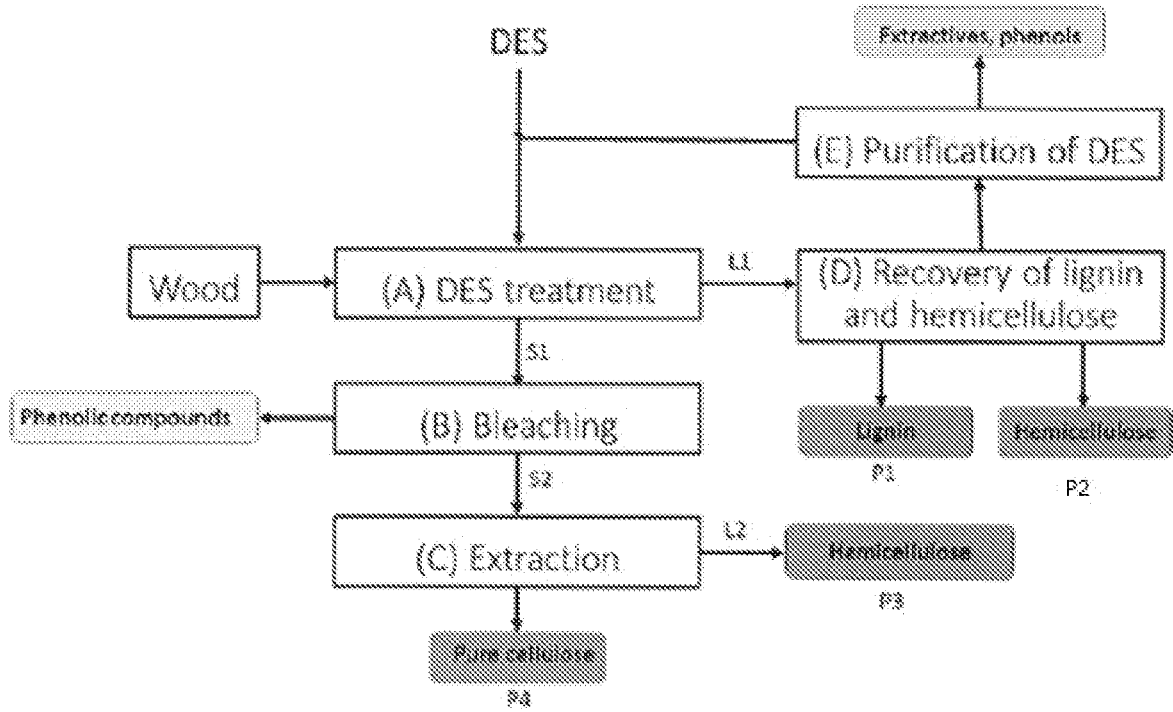 DES
Extractives, phenols
(E) Purification of DES
Wood
(A) DES treatment
L1
(D) Recovery of lignin
and hemicellulose
S1
Phenolic compounds
(B) Bleaching
Lignin
Hemicellulose
P1
P2
S2
(C) Extraction
L2
Hemicellulose
P3
Pure cellulose
P4